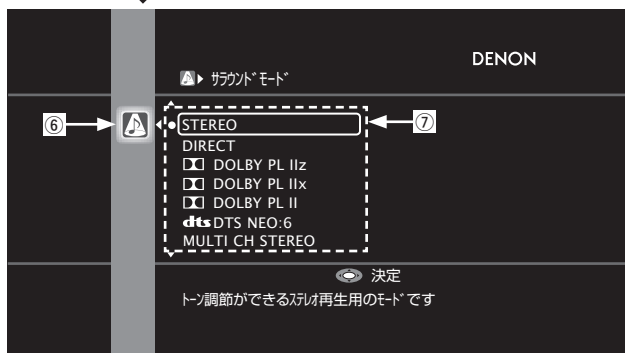 DENON
サラウンドモード
⑥
STEREO
⑦
DIRECT
DOLBY PL IIz
DOLBY PL IIx
DOLBY PL II
dts DTS NEO:6
MULTI CH STEREO
決定
トーン調節ができるステレオ再生用のモードです